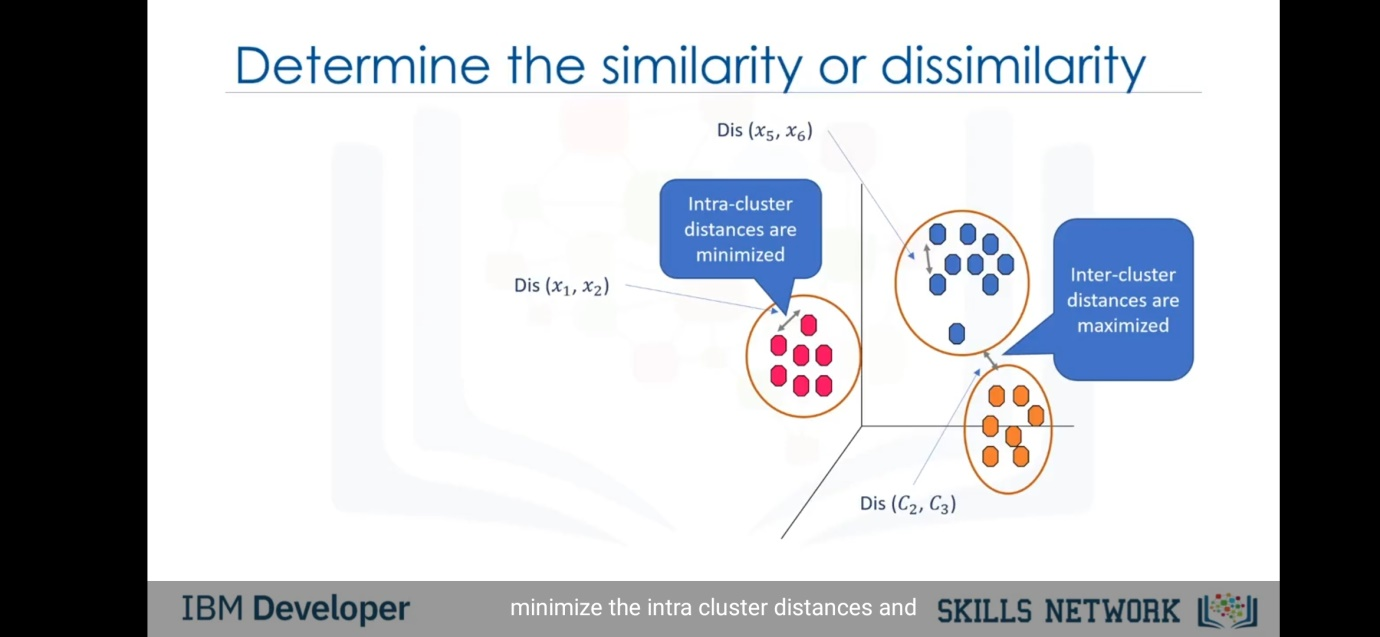 Determine the similarity or dissimilarity
Dis (x₅, x₆)
Intra-cluster
distances are
minimized
Dis (x₁, x₂)
Inter-cluster
distances are
maximized
Dis (C₂, C₃)
IBM Developer
minimize the intra cluster distances and
SKILLS NETWORK